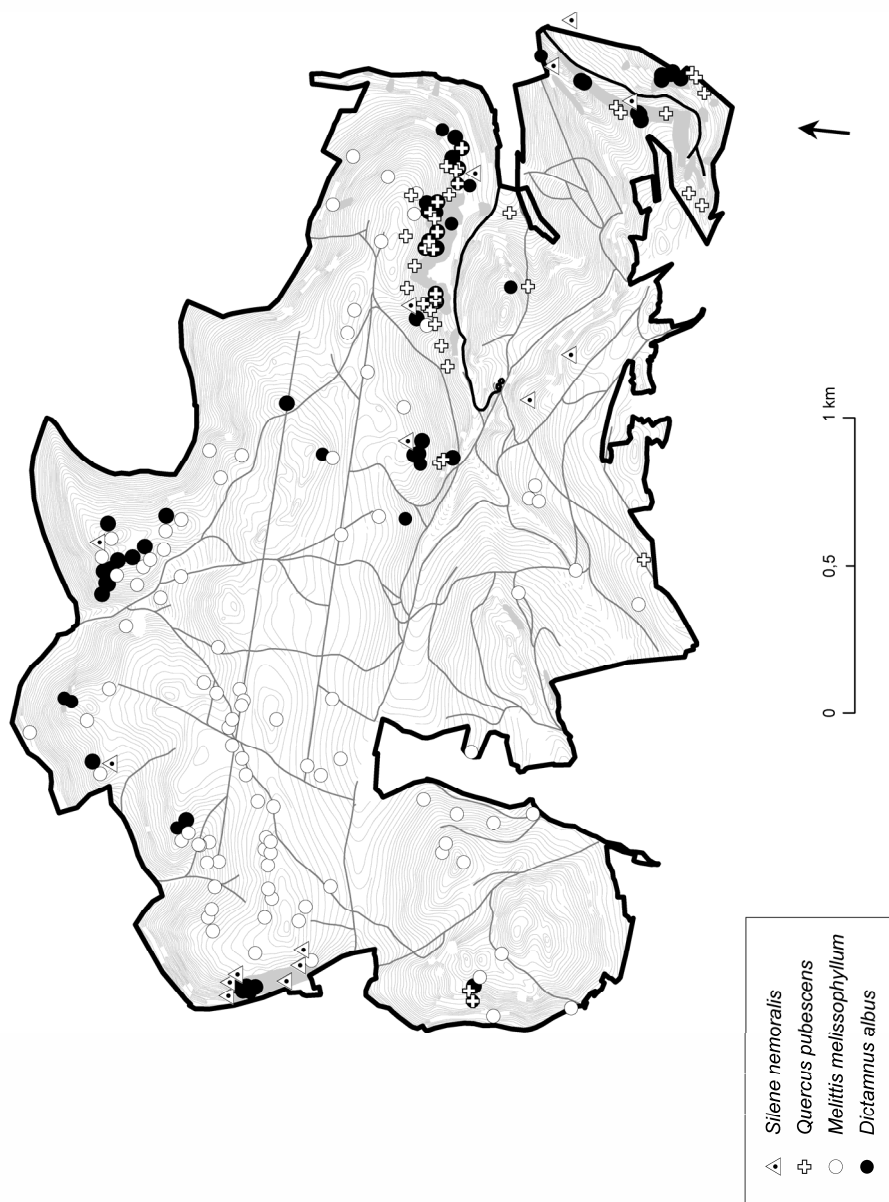 0
0,5
1 km
Silene nemoralis
Quercus pubescens
Melittis melissophyllum
Dictamnus albus